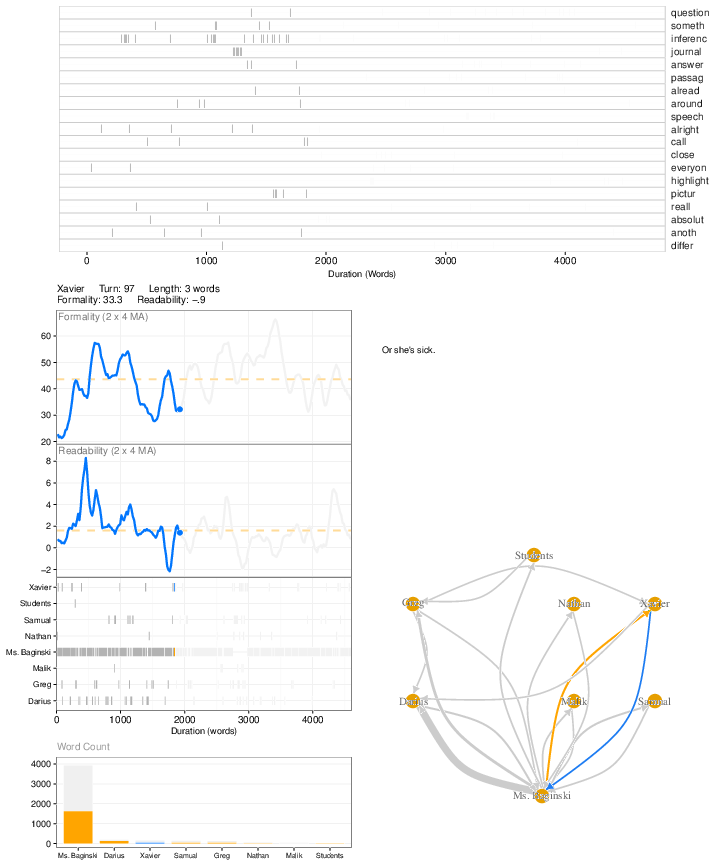 question
someth
inferenc
journal
answer
passag
alread
around
speech
alright
call
close
everyon
highlight
pictur
reall
absolut
anoth
differ
0 1000 2000 3000 4000
Duration (Words)
Xavier Turn: 97 Length: 3 words
Formality: 33.3 Readability: –.9
Formality (2 x 4 MA)
60
50
40
30
20
Or she's sick.
Readability (2 x 4 MA)
8
6
4
2
0
−2
Xavier
Students
Samual
Nathan
Ms. Baginski
Malik
Greg
Darius
0 1000 2000 3000 4000
Duration (words)
Students
Greg Nathan Xavier
Darius Malik Samual
Ms. Baginski
Word Count
4000
3000
2000
1000
0
Ms. Baginski Darius Xavier Samual Greg Nathan Malik Students